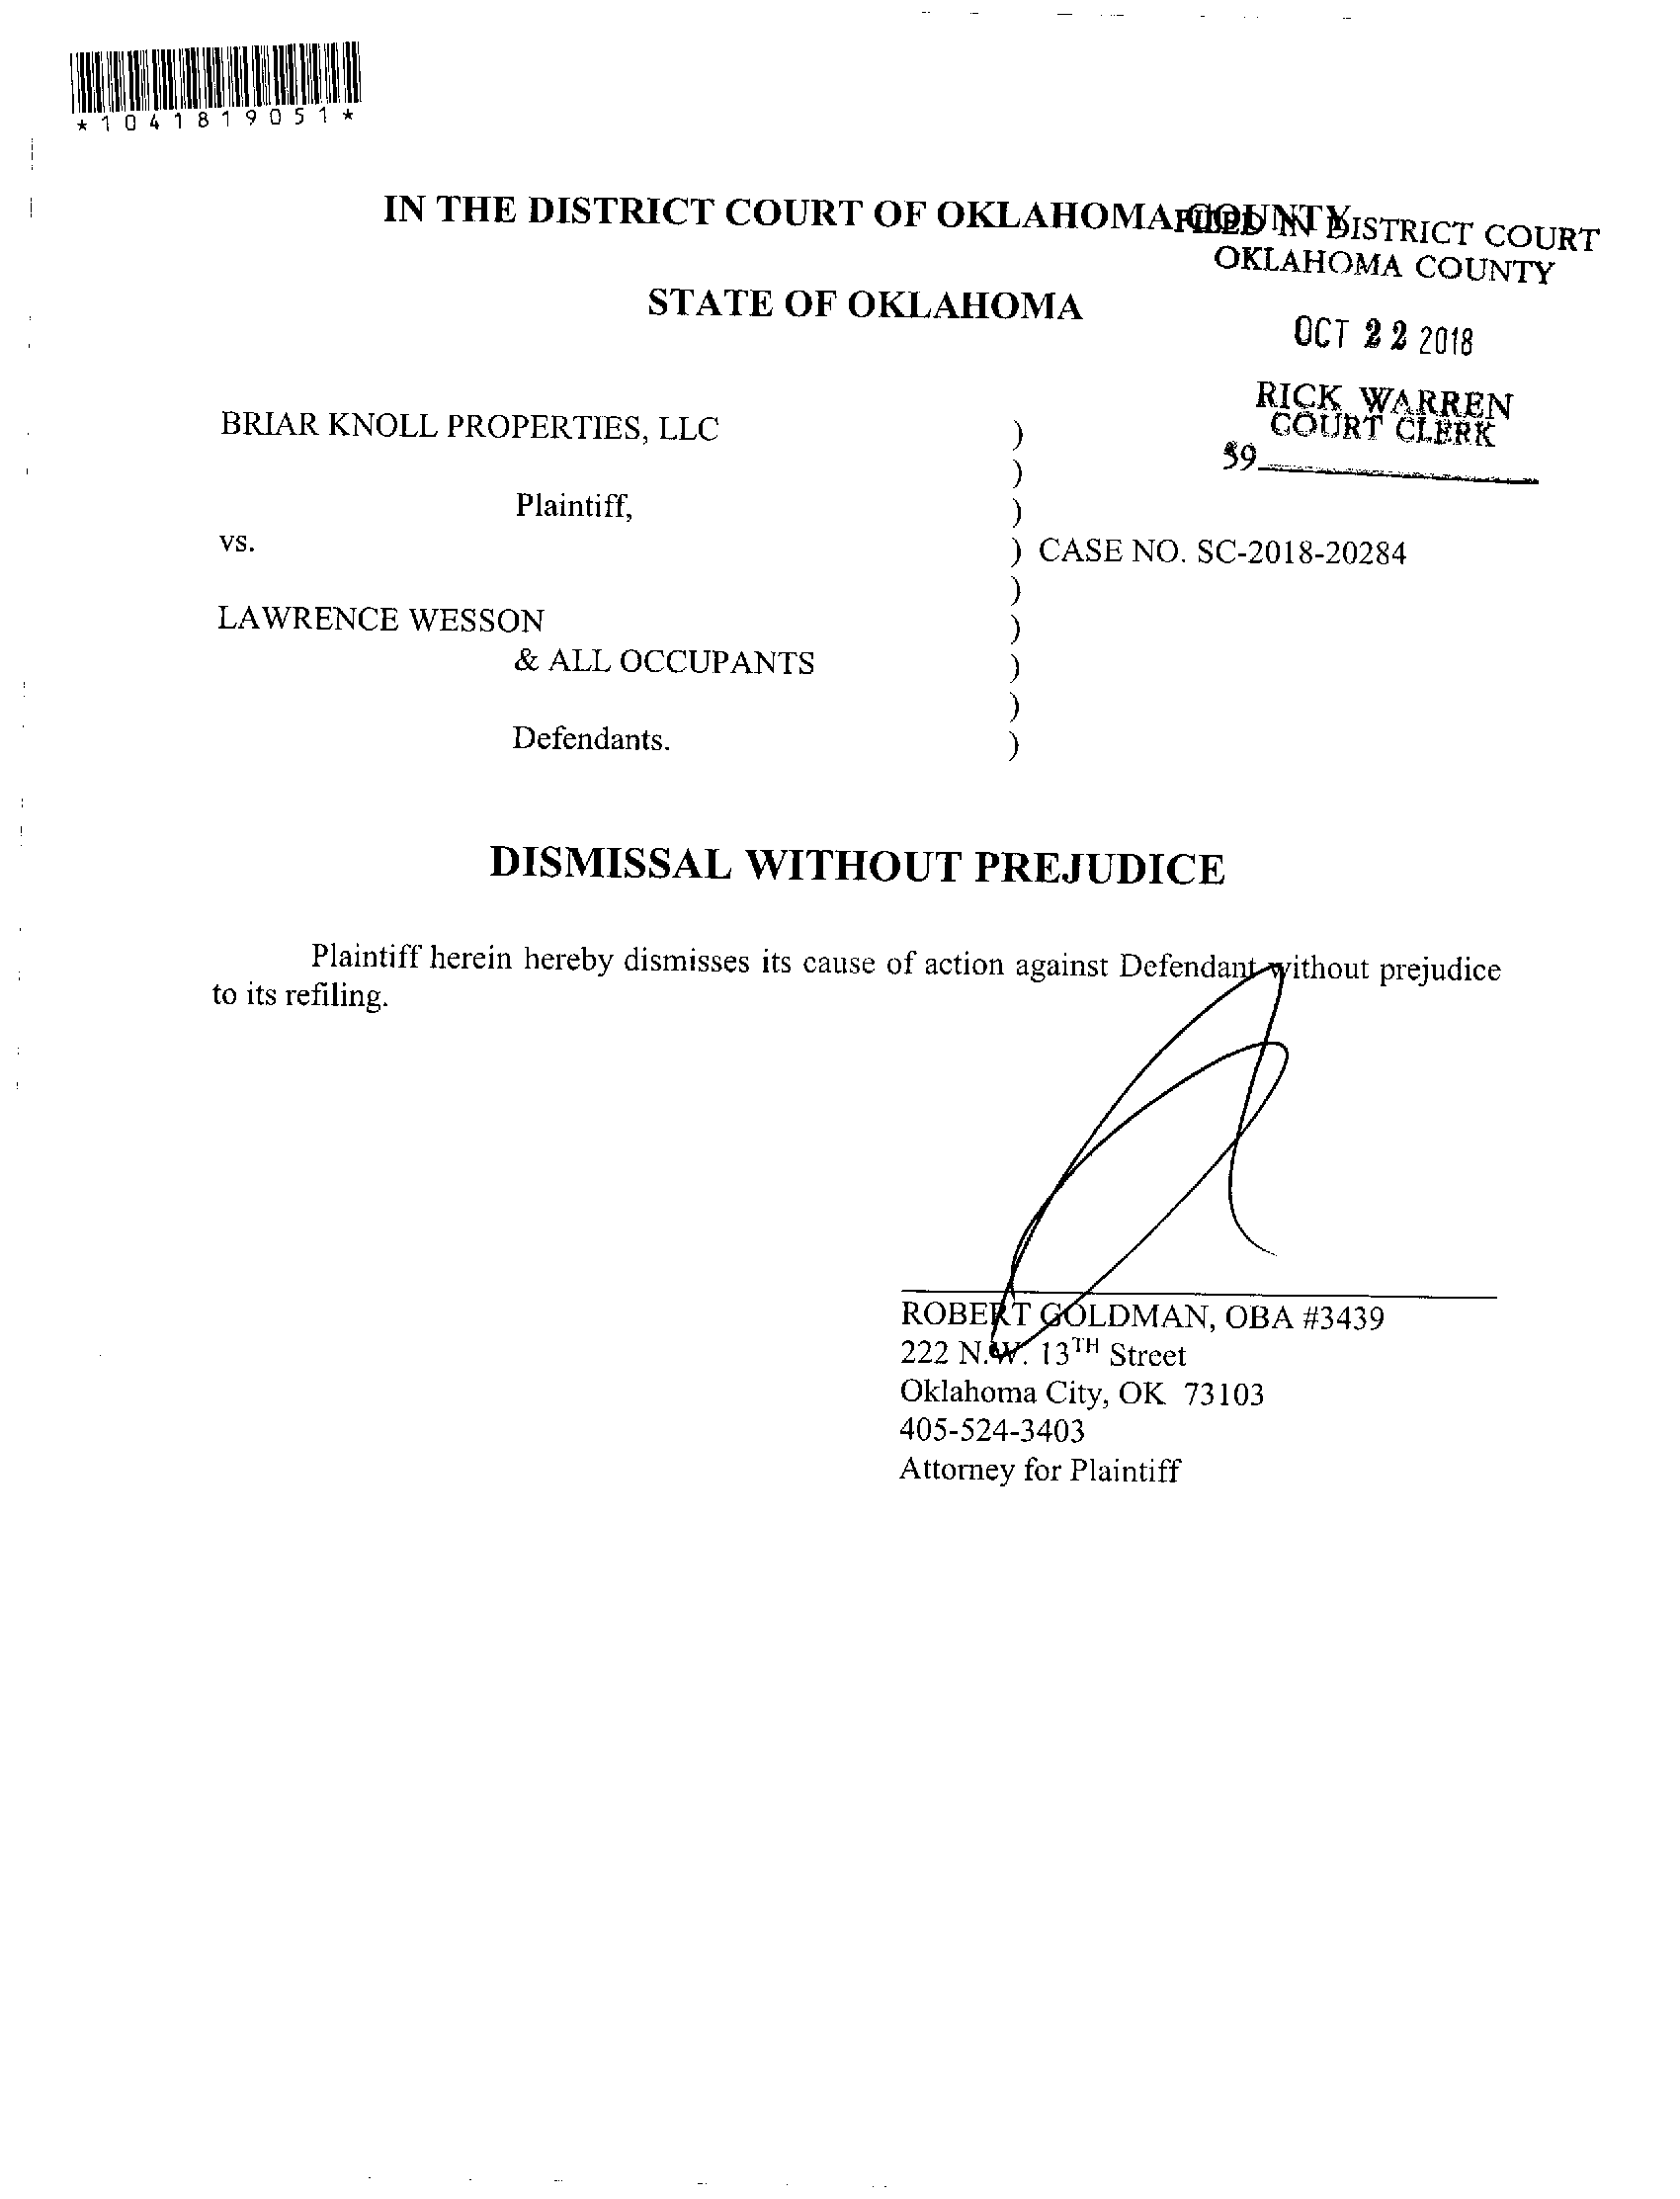 *1041819051*
IN THE DISTRICT COURT OF OKLAHOMA COUNTY
FILED IN DISTRICT COURT
OKLAHOMA COUNTY
STATE OF OKLAHOMA
OCT 22 2018
RICK WARREN
COURT CLERK
39
BRIAR KNOLL PROPERTIES, LLC )
)
Plaintiff, )
vs. ) CASE NO. SC-2018-20284
)
LAWRENCE WESSON )
& ALL OCCUPANTS )
)
Defendants. )
DISMISSAL WITHOUT PREJUDICE
Plaintiff herein hereby dismisses its cause of action against Defendant without prejudice
to its refiling.
ROBERT GOLDMAN, OBA #3439
222 N.W. 13TH Street
Oklahoma City, OK 73103
405-524-3403
Attorney for Plaintiff